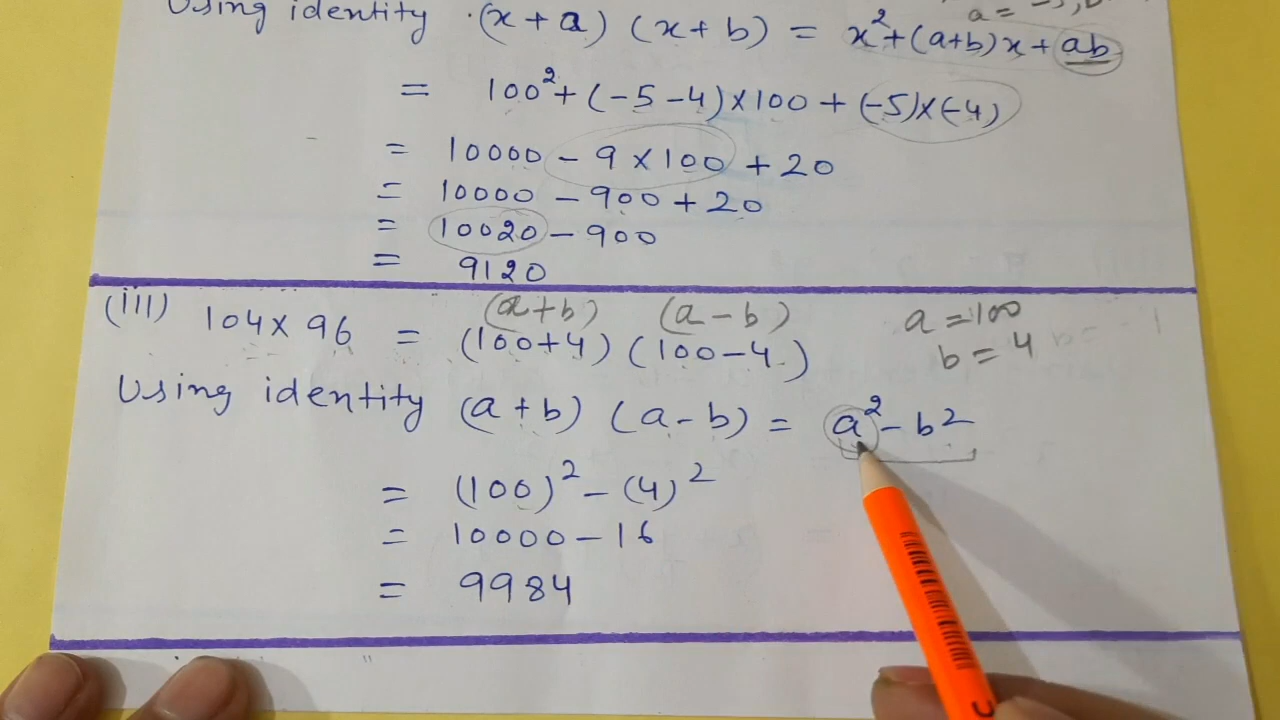 Using identity (x+a) (x+b) = x²+(a+b)x+ab
a=
= 100²+(-5-4)×100+(-5)×(-4)
= 10000-9×100+20
= 10000-900+20
= 10020-900
= 9120
(a+b) (a-b) a=100
(iii) 104×96 = (100+4)(100-4) b=4
Using identity (a+b) (a-b) = a²-b²
= (100)²-(4)²
= 10000-16
= 9984